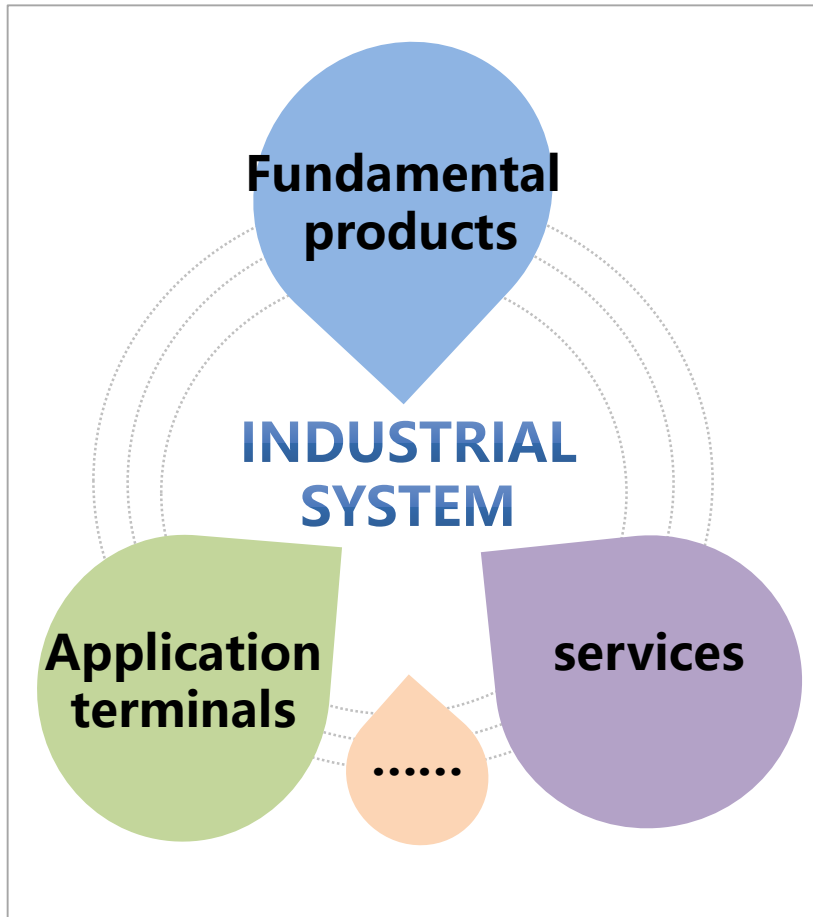 Fundamental
products
INDUSTRIAL
SYSTEM
Application
terminals
services
......